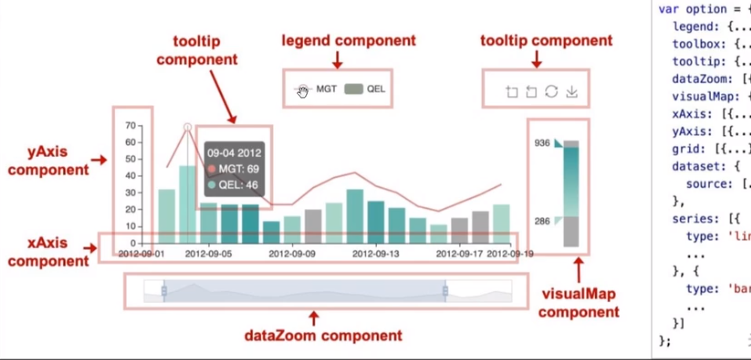 tooltip
component
legend component
tooltip component
MGT
QEL
936
286
yAxis
component
70
60
50
40
30
20
10
0
09-04 2012
MGT: 69
QEL: 46
xAxis
component
2012-09-01
2012-09-05
2012-09-09
2012-09-13
2012-09-17
2012-09-19
visualMap
component
dataZoom component
var option = {
legend: {...
toolbox: {..
tooltip: {..
dataZoom: [{
visualMap: {
xAxis: [{...
yAxis: [{...
grid: [{...}
dataset: {
source: [.
},
series: [{
type: 'lin
...
}, {
type: 'bar
...
}]
};